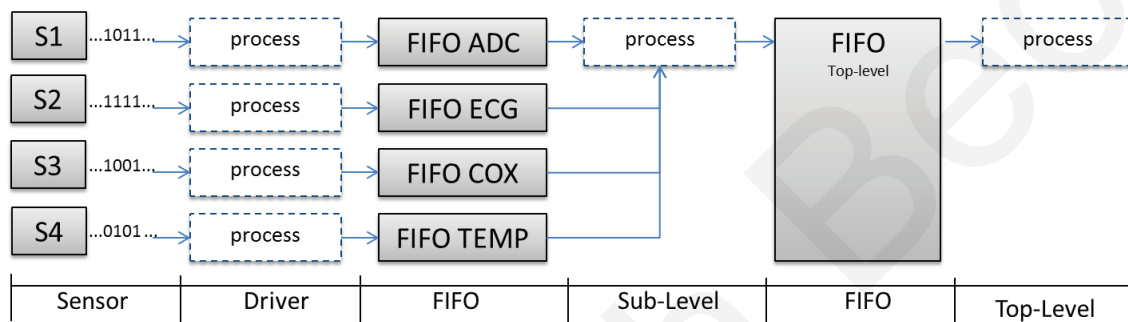 S1 ...1011... process FIFO ADC process FIFO process
Top-level
S2 ...1111... process FIFO ECG
S3 ...1001... process FIFO COX
S4 ...0101 ... process FIFO TEMP
Sensor Driver FIFO Sub-Level FIFO Top-Level